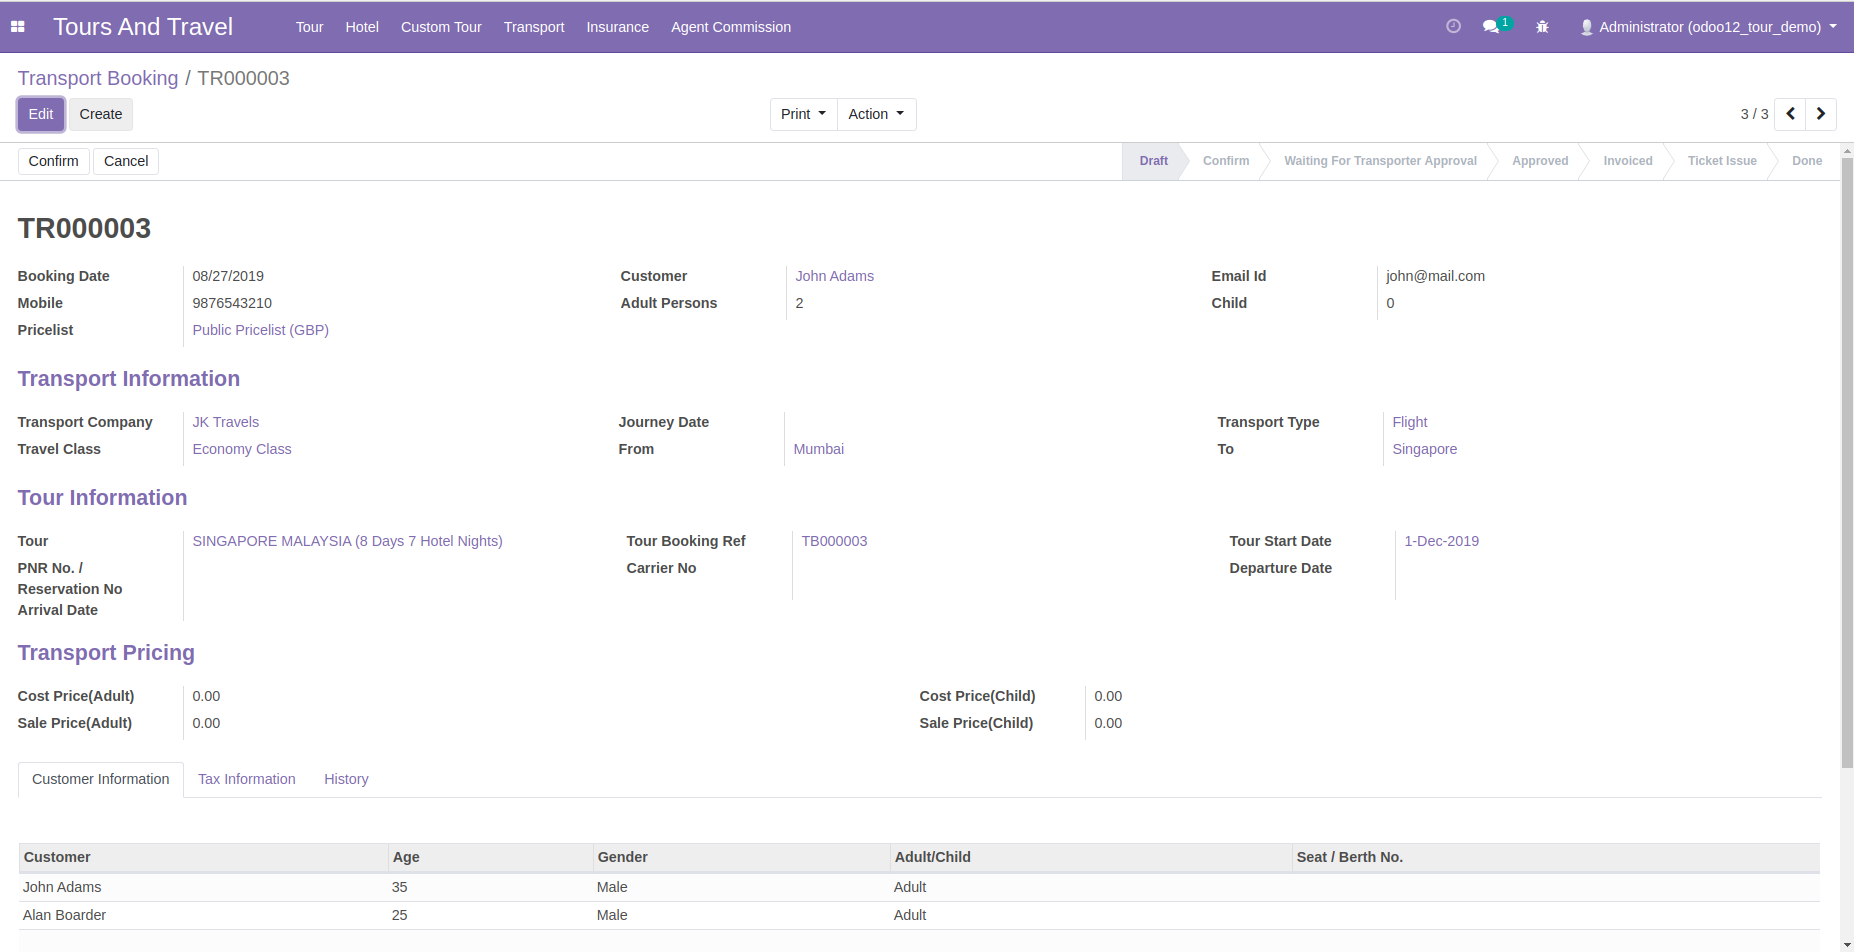 Tours And Travel Tour Hotel Custom Tour Transport Insurance Agent Commission 1 Administrator (odoo12_tour_demo)
Transport Booking / TR000003
Edit Create Print Action 3 / 3
Confirm Cancel Draft Confirm Waiting For Transporter Approval Approved Invoiced Ticket Issue Done
TR000003
Booking Date 08/27/2019 Customer John Adams Email Id john@mail.com
Mobile 9876543210 Adult Persons 2 Child 0
Pricelist Public Pricelist (GBP)
Transport Information
Transport Company JK Travels Journey Date Transport Type Flight
Travel Class Economy Class From Mumbai To Singapore
Tour Information
Tour SINGAPORE MALAYSIA (8 Days 7 Hotel Nights) Tour Booking Ref TB000003 Tour Start Date 1-Dec-2019
PNR No. / Carrier No Departure Date
Reservation No
Arrival Date
Transport Pricing
Cost Price(Adult) 0.00 Cost Price(Child) 0.00
Sale Price(Adult) 0.00 Sale Price(Child) 0.00
Customer Information Tax Information History
Customer Age Gender Adult/Child Seat / Berth No.
John Adams 35 Male Adult
Alan Boarder 25 Male Adult